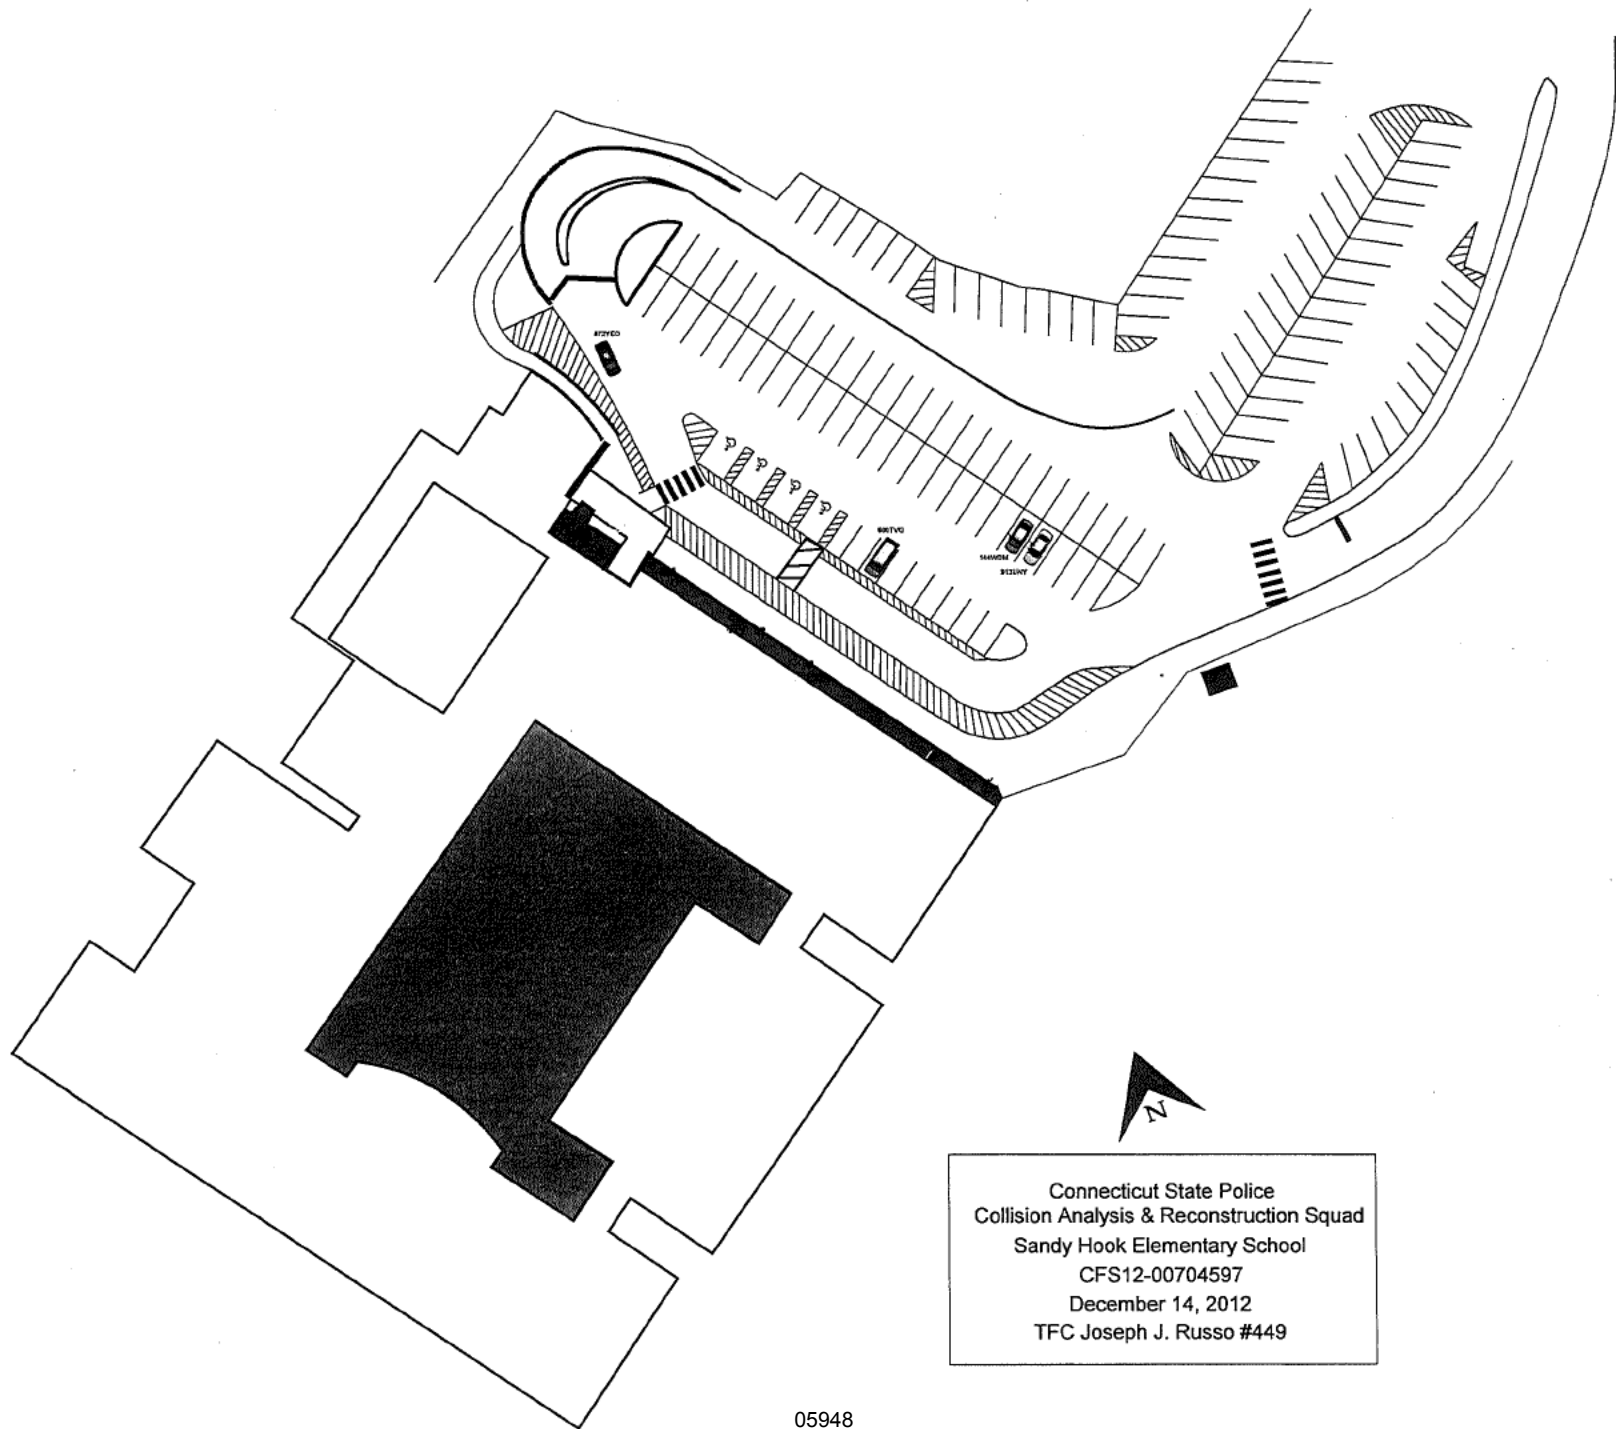 872YEO
N
Connecticut State Police
Collision Analysis & Reconstruction Squad
Sandy Hook Elementary School
CFS12-00704597
December 14, 2012
TFC Joseph J. Russo #449
05948